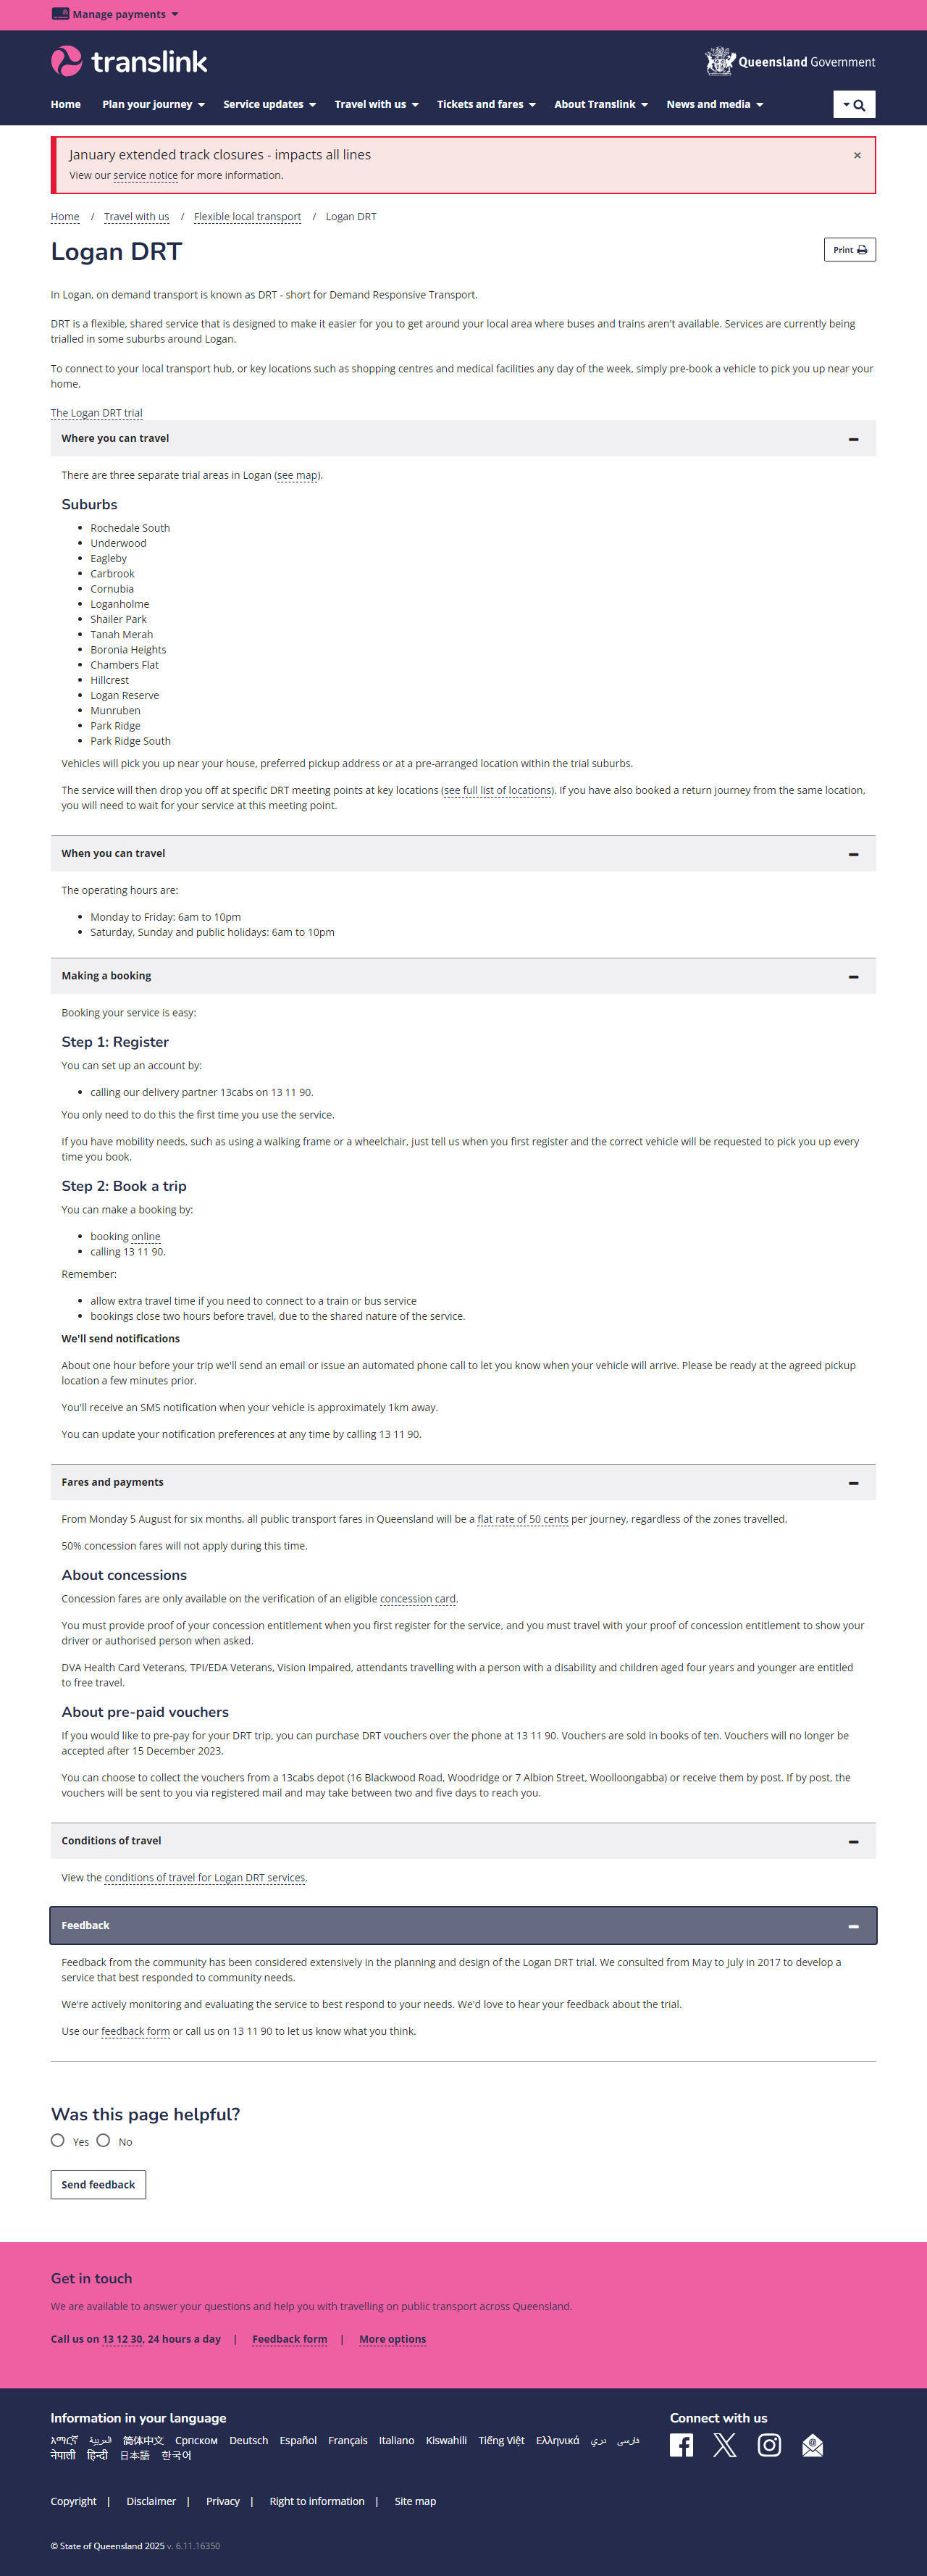 Manage payments
translink
Queensland Government
Home Plan your journey Service updates Travel with us Tickets and fares About Translink News and media
January extended track closures - impacts all lines
×
View our service notice for more information.
Home / Travel with us / Flexible local transport / Logan DRT
Logan DRT
Print
In Logan, on demand transport is known as DRT - short for Demand Responsive Transport.
DRT is a flexible, shared service that is designed to make it easier for you to get around your local area where buses and trains aren't available. Services are currently being
trialled in some suburbs around Logan.
To connect to your local transport hub, or key locations such as shopping centres and medical facilities any day of the week, simply pre-book a vehicle to pick you up near your
home.
The Logan DRT trial
Where you can travel
There are three separate trial areas in Logan (see map).
Suburbs
• Rochedale South
• Underwood
• Eagleby
• Carbrook
• Cornubia
• Loganholme
• Shailer Park
• Tanah Merah
• Boronia Heights
• Chambers Flat
• Hillcrest
• Logan Reserve
• Munruben
• Park Ridge
• Park Ridge South
Vehicles will pick you up near your house, preferred pickup address or at a pre-arranged location within the trial suburbs.
The service will then drop you off at specific DRT meeting points at key locations (see full list of locations). If you have also booked a return journey from the same location,
you will need to wait for your service at this meeting point.
When you can travel
The operating hours are:
• Monday to Friday: 6am to 10pm
• Saturday, Sunday and public holidays: 6am to 10pm
Making a booking
Booking your service is easy:
Step 1: Register
You can set up an account by:
• calling our delivery partner 13cabs on 13 11 90.
You only need to do this the first time you use the service.
If you have mobility needs, such as using a walking frame or a wheelchair, just tell us when you first register and the correct vehicle will be requested to pick you up every
time you book.
Step 2: Book a trip
You can make a booking by:
• booking online
• calling 13 11 90.
Remember:
• allow extra travel time if you need to connect to a train or bus service
• bookings close two hours before travel, due to the shared nature of the service.
We'll send notifications
About one hour before your trip we'll send an email or issue an automated phone call to let you know when your vehicle will arrive. Please be ready at the agreed pickup
location a few minutes prior.
You'll receive an SMS notification when your vehicle is approximately 1km away.
You can update your notification preferences at any time by calling 13 11 90.
Fares and payments
From Monday 5 August for six months, all public transport fares in Queensland will be a flat rate of 50 cents per journey, regardless of the zones travelled.
50% concession fares will not apply during this time.
About concessions
Concession fares are only available on the verification of an eligible concession card.
You must provide proof of your concession entitlement when you first register for the service, and you must travel with your proof of concession entitlement to show your
driver or authorised person when asked.
DVA Health Card Veterans, TPI/EDA Veterans, Vision Impaired, attendants travelling with a person with a disability and children aged four years and younger are entitled
to free travel.
About pre-paid vouchers
If you would like to pre-pay for your DRT trip, you can purchase DRT vouchers over the phone at 13 11 90. Vouchers are sold in books of ten. Vouchers will no longer be
accepted after 15 December 2023.
You can choose to collect the vouchers from a 13cabs depot (16 Blackwood Road, Woodridge or 7 Albion Street, Woolloongabba) or receive them by post. If by post, the
vouchers will be sent to you via registered mail and may take between two and five days to reach you.
Conditions of travel
View the conditions of travel for Logan DRT services.
Feedback
Feedback from the community has been considered extensively in the planning and design of the Logan DRT trial. We consulted from May to July in 2017 to develop a
service that best responded to community needs.
We're actively monitoring and evaluating the service to best respond to your needs. We'd love to hear your feedback about the trial.
Use our feedback form or call us on 13 11 90 to let us know what you think.
Was this page helpful?
Yes No
Send feedback
Get in touch
We are available to answer your questions and help you with travelling on public transport across Queensland.
Call us on 13 12 30, 24 hours a day | Feedback form | More options
Information in your language
Connect with us
አማርኛ العربية 简体中文 Српском Deutsch Español Français Italiano Kiswahili Tiếng Việt Ελληνικά دري فارسی
नेपाली हिन्दी 日本語 한국어
Copyright | Disclaimer | Privacy | Right to information | Site map
© State of Queensland 2025 v. 6.11.16350